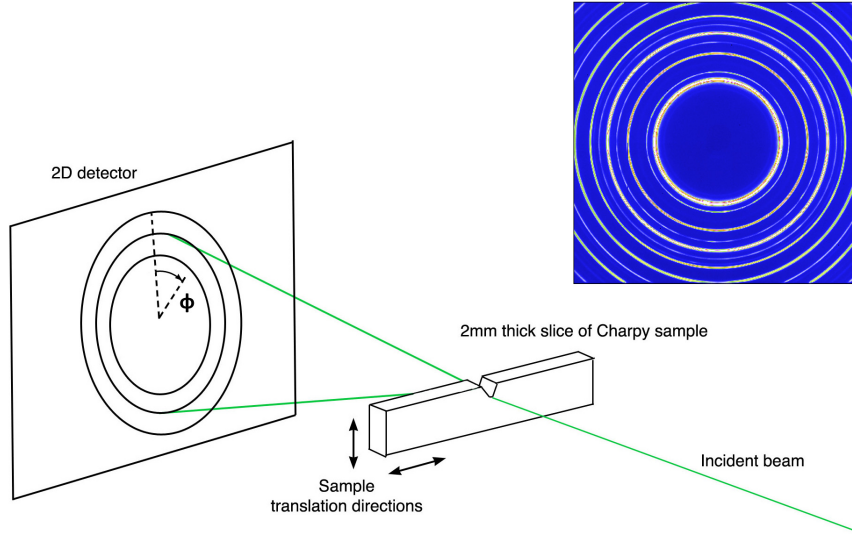 2D detector
ϕ
2mm thick slice of Charpy sample
Incident beam
Sample
translation directions